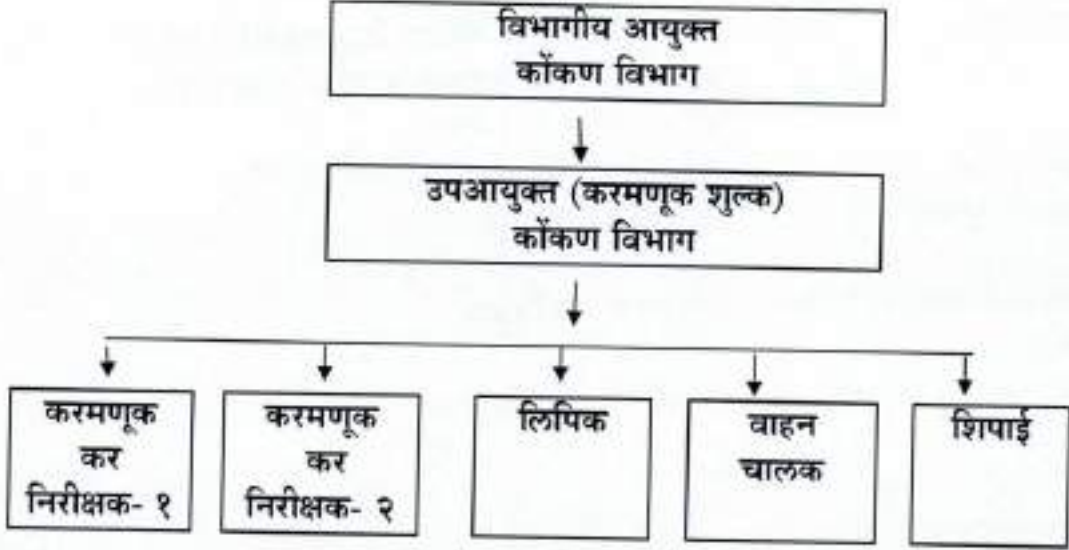 विभागीय आयुक्त
कोंकण विभाग
उपआयुक्त (करमणूक शुल्क)
कोंकण विभाग
करमणूक
कर
निरीक्षक- १
करमणूक
कर
निरीक्षक- २
लिपिक
वाहन
चालक
शिपाई